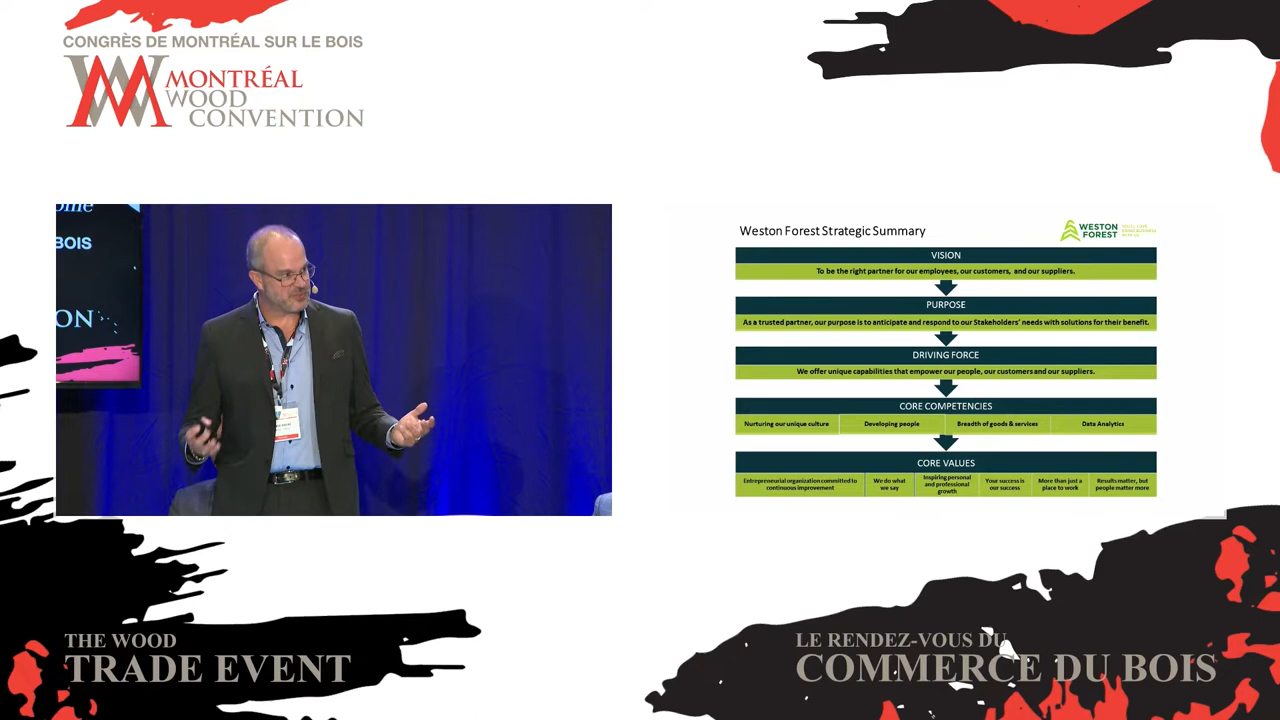 CONGRÈS DE MONTRÉAL SUR LE BOIS
MONTRÉAL
WOOD
CONVENTION
BOIS
ON
Weston Forest Strategic Summary
WESTON
FOREST
VISION
To be the right partner for our employees, our customers, and our suppliers.
PURPOSE
As a trusted partner, our purpose is to anticipate and respond to our Stakeholders' needs with solutions for their benefit.
DRIVING FORCE
We offer unique capabilities that empower our people, our customers and our suppliers.
CORE COMPETENCIES
Nurturing our unique culture
Developing people
Breadth of goods & services
Data Analytics
CORE VALUES
Entrepreneurial organization committed to
continuous improvement
We do what
we say
Inspiring personal
and professional
growth
Your success is
our success
More than just a
place to work
Results matter, but
people matter more
THE WOOD
TRADE EVENT
LE RENDEZ-VOUS DU
COMMERCE DU BOIS